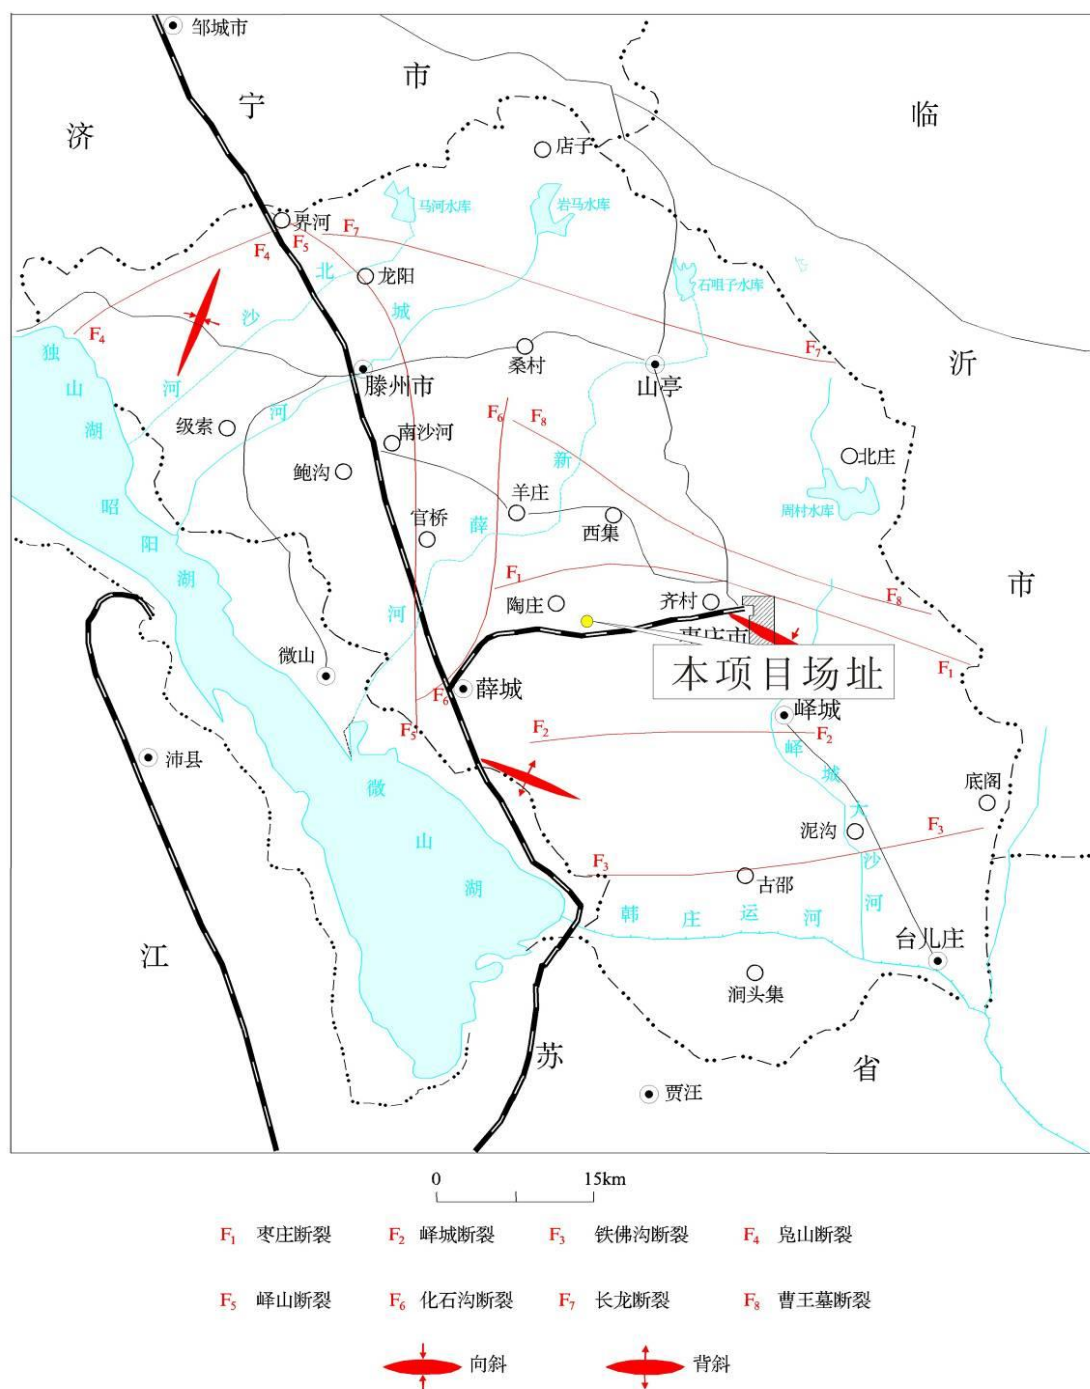 邹城市
市
宁
济
临
店子
马河水库
岩马水库
界河
F7
F5
F4
北
龙阳
石咀子水库
城
沙
F4
独
山
湖
桑村
F7
沂
滕州市
山亭
河
河
F6
F8
级索
南沙河
新
北庄
鲍沟
周村水库
昭
阳
湖
羊庄
薛
官桥
西集
F1
市
陶庄
齐村
F8
河
枣庄市
微山
本项目场址
F1
薛城
F6
F5
F2
峄城
F2
峄
城
大
沙
河
沛县
微
山
湖
底阁
泥沟
F3
F3
古邵
韩庄运河
台儿庄
江
涧头集
苏
省
贾汪
0 15km
F1 枣庄断裂 F2 峄城断裂 F3 铁佛沟断裂 F4 凫山断裂
F5 峄山断裂 F6 化石沟断裂 F7 长龙断裂 F8 曹王墓断裂
向斜 背斜